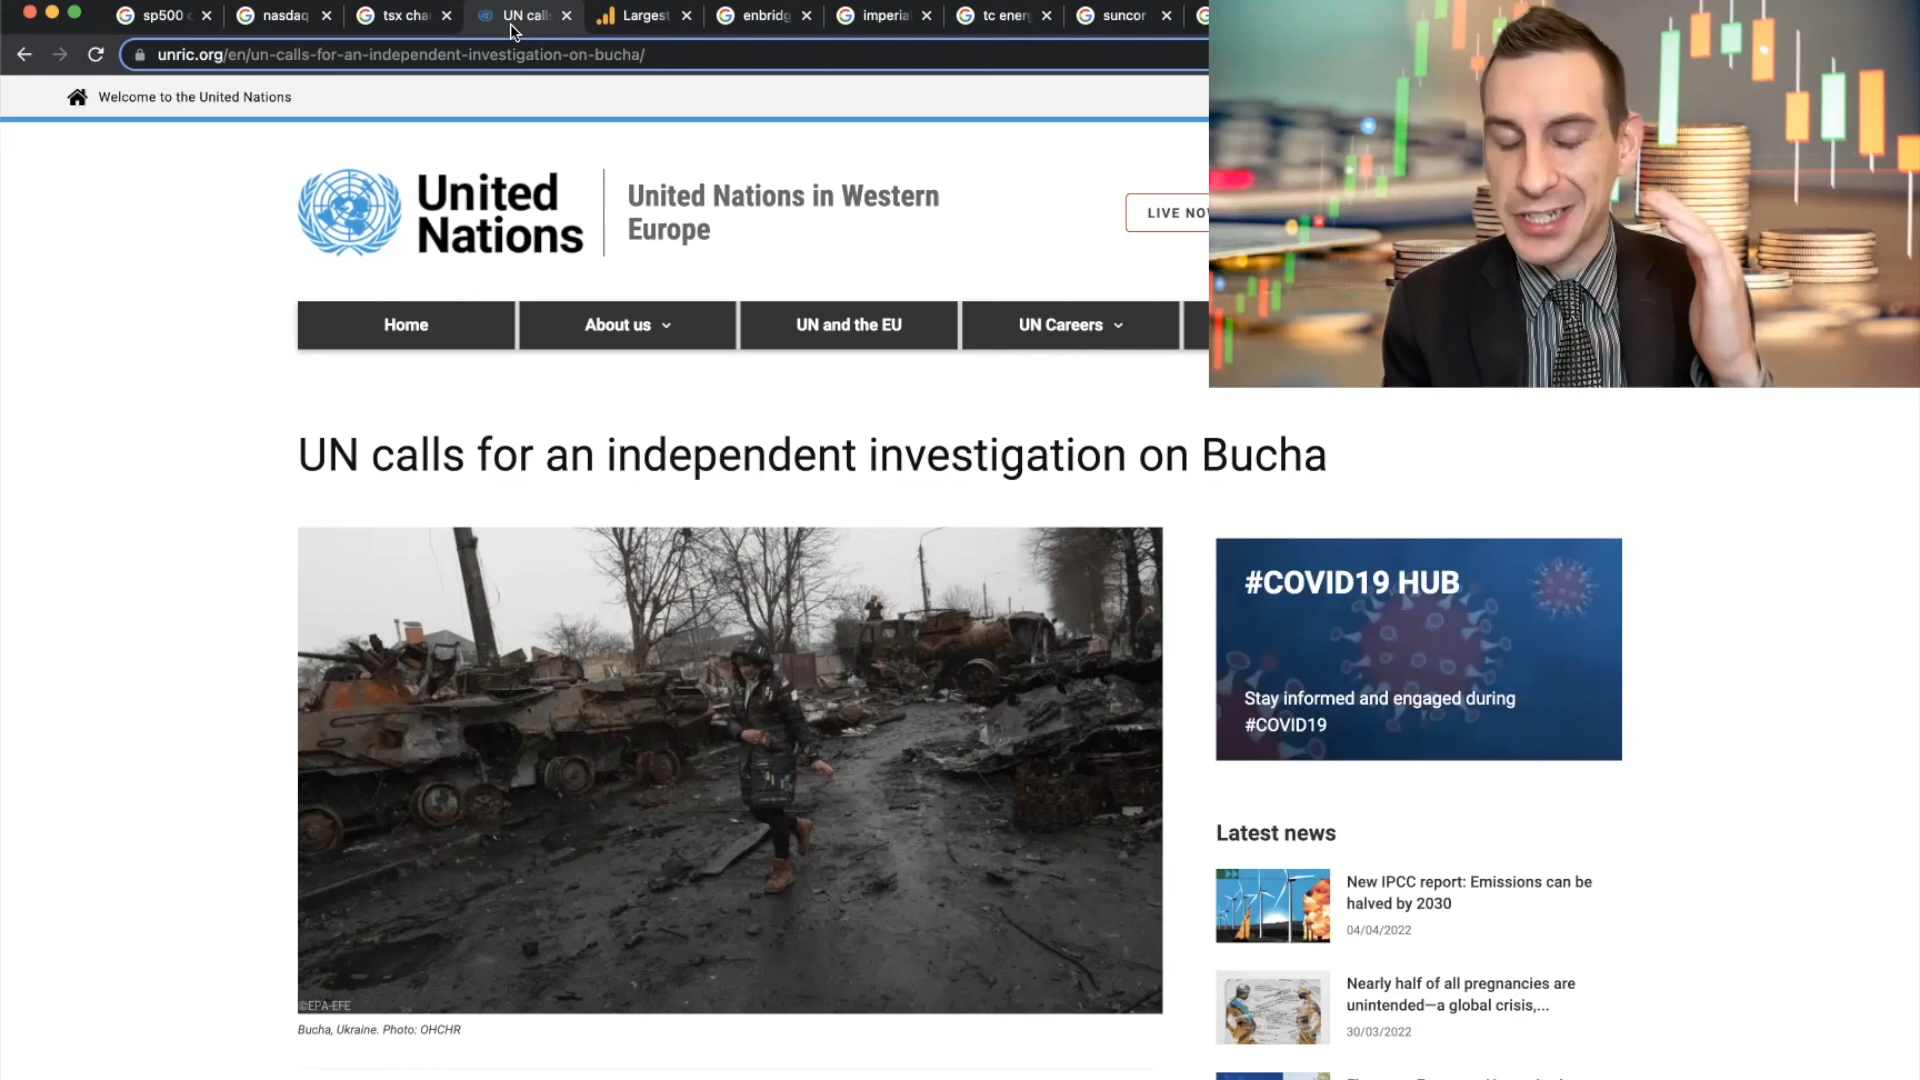 sp500
nasdaq
tsx cha
UN call
Largest
enbridg
imperia
tc ener
suncor
unric.org/en/un-calls-for-an-independent-investigation-on-bucha/
Welcome to the United Nations
United
Nations
United Nations in Western
Europe
LIVE NO
Home
About us
UN and the EU
UN Careers
UN calls for an independent investigation on Bucha
#COVID19 HUB
Stay informed and engaged during
#COVID19
©EPA-EFE
Bucha, Ukraine. Photo: OHCHR
Latest news
New IPCC report: Emissions can be
halved by 2030
04/04/2022
Nearly half of all pregnancies are
unintended—a global crisis,...
30/03/2022